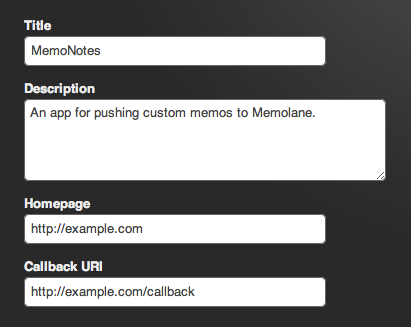 Title
MemoNotes
Description
An app for pushing custom memos to Memolane.
Homepage
http://example.com
Callback URI
http://example.com/callback